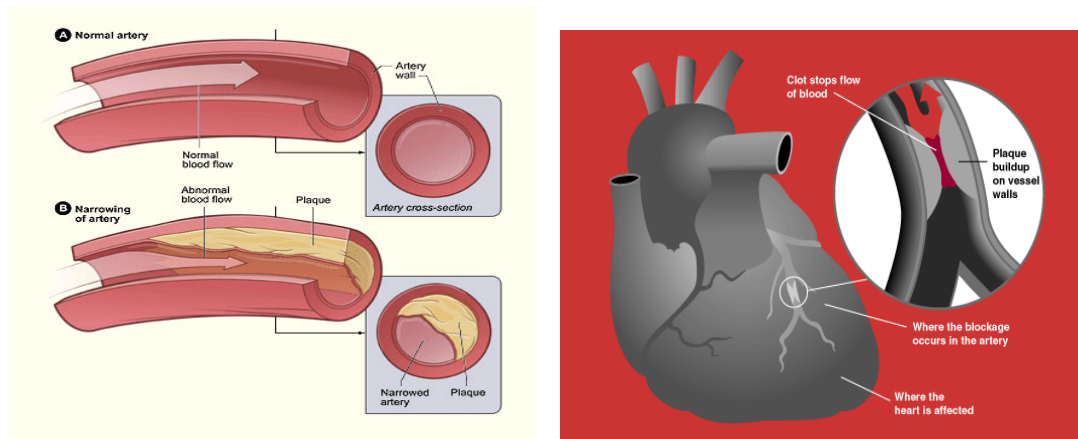 A Normal artery
Artery
wall
Normal
blood flow
Artery cross-section
Abnormal
blood flow
Plaque
B Narrowing
of artery
Narrowed
artery
Plaque
Clot stops flow
of blood
Plaque
buildup
on vessel
walls
Where the blockage
occurs in the artery
Where the
heart is affected